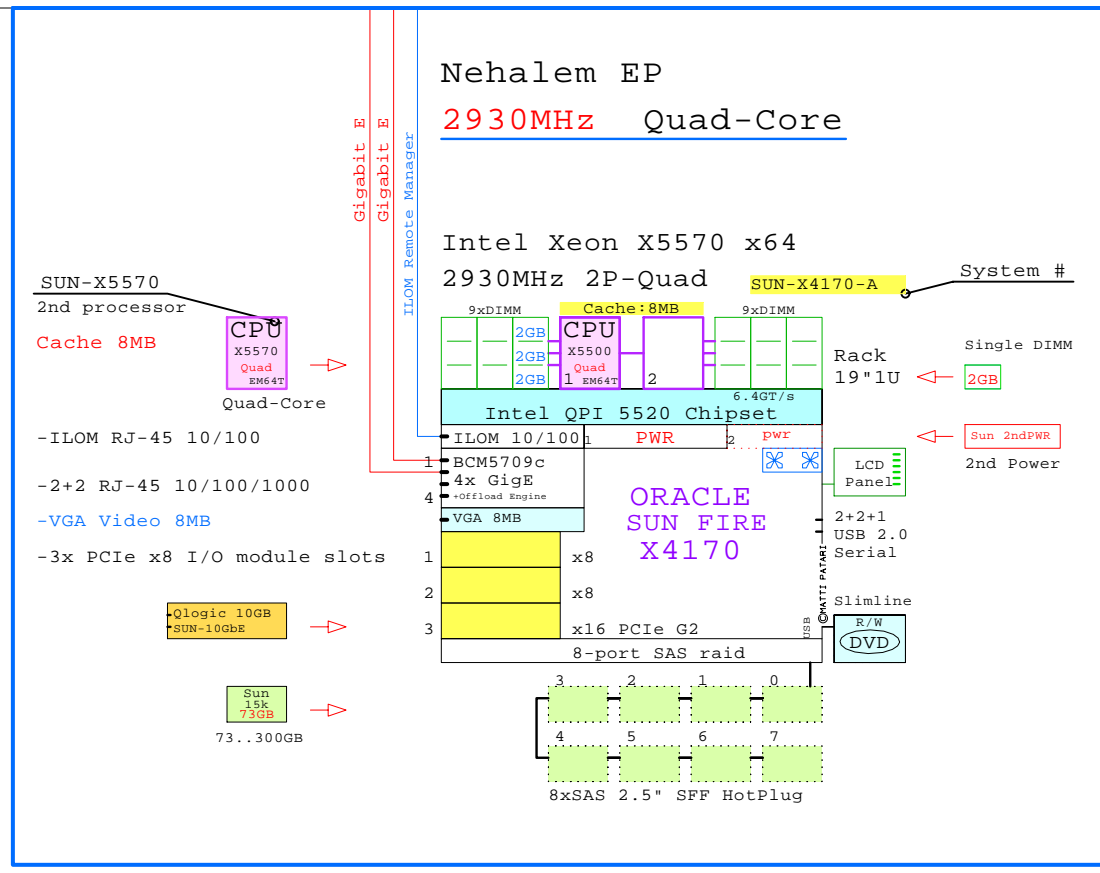 Nehalem EP
2930MHz Quad-Core
Gigabit E
Gigabit E
ILOM Remote Manager
Intel Xeon X5570 x64
2930MHz 2P-Quad
SUN-X4170-A
System #
SUN-X5570
2nd processor
Cache 8MB
CPU
X5570
Quad
EM64T
Quad-Core
9xDIMM
Cache:8MB
9xDIMM
2GB
2GB
2GB
CPU
X5500
Quad
1 EM64T
2
Rack
19"1U
Single DIMM
2GB
6.4GT/s
Intel QPI 5520 Chipset
-ILOM RJ-45 10/100
-2+2 RJ-45 10/100/1000
-VGA Video 8MB
-3x PCIe x8 I/O module slots
ILOM 10/100
1 PWR
2 pwr
Sun 2ndPWR
2nd Power
1 BCM5709c
4x GigE
4 +Offload Engine
VGA 8MB
LCD
Panel
ORACLE
SUN FIRE
X4170
2+2+1
USB 2.0
Serial
©MATTI PATARI
1 x8
2 x8
3 x16 PCIe G2
USB
Slimline
R/W
DVD
8-port SAS raid
Qlogic 10GB
SUN-10GbE
Sun
15k
73GB
73..300GB
3 2 1 0
4 5 6 7
8xSAS 2.5" SFF HotPlug